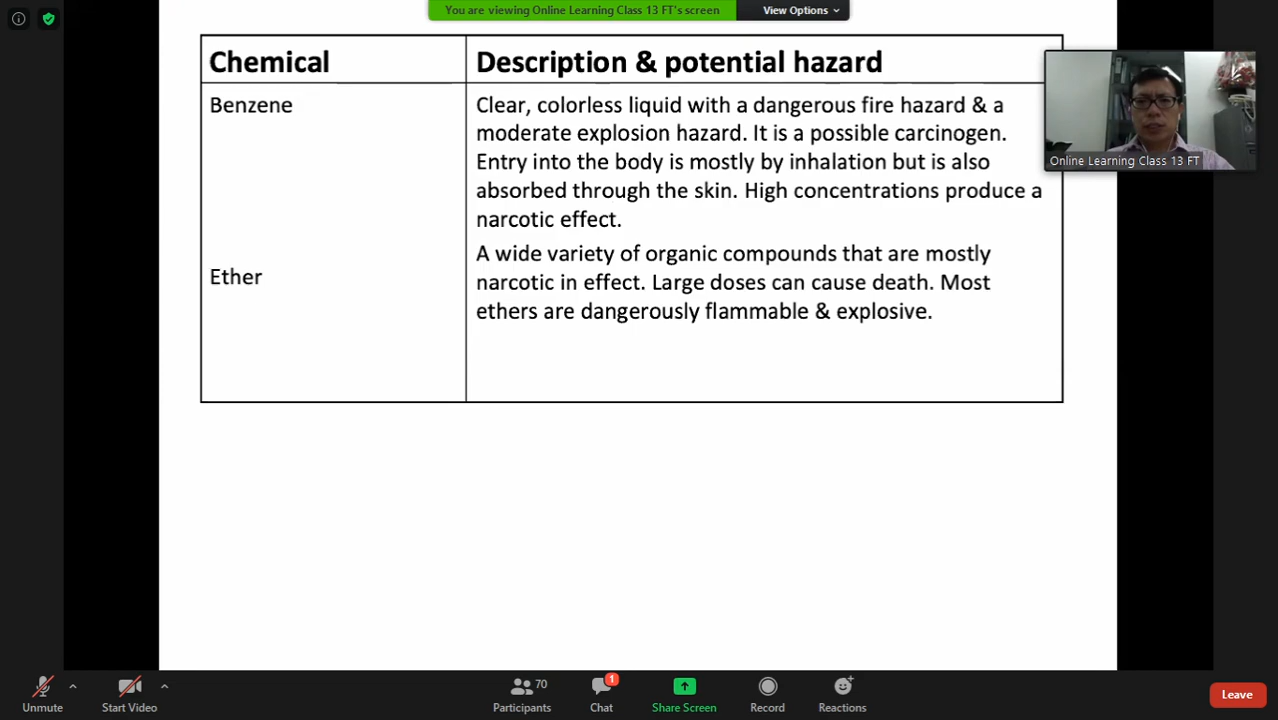 You are viewing Online Learning Class 13 FT's screen
View Options
Chemical
Description & potential hazard
Benzene
Clear, colorless liquid with a dangerous fire hazard & a
moderate explosion hazard. It is a possible carcinogen.
Entry into the body is mostly by inhalation but is also
absorbed through the skin. High concentrations produce a
narcotic effect.
Ether
A wide variety of organic compounds that are mostly
narcotic in effect. Large doses can cause death. Most
ethers are dangerously flammable & explosive.
Online Learning Class 13 FT
Unmute
Start Video
70
Participants
1
Chat
Share Screen
Record
Reactions
Leave